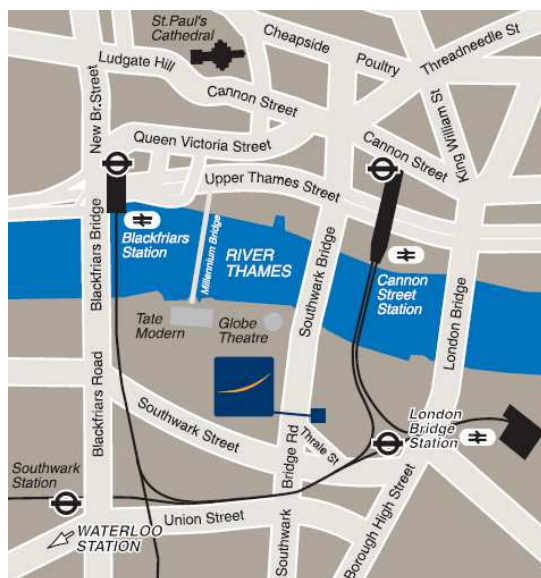 St.Paul's
Cathedral
Cheapside
Threadneedle St
Ludgate Hill
Poultry
New Br.Street
Cannon Street
King William St
Queen Victoria Street
Cannon Street
Upper Thames Street
Blackfriars
Station
Blackfriars Bridge
Millennium Bridge
RIVER
THAMES
Southwark Bridge
Cannon
Street
Station
London Bridge
Tate
Modern
Globe
Theatre
Blackfriars Road
Southwark Street
London
Bridge
Station
Thrale St
Southwark
Bridge Rd
Southwark
Station
Union Street
Borough High Street
WATERLOO
STATION